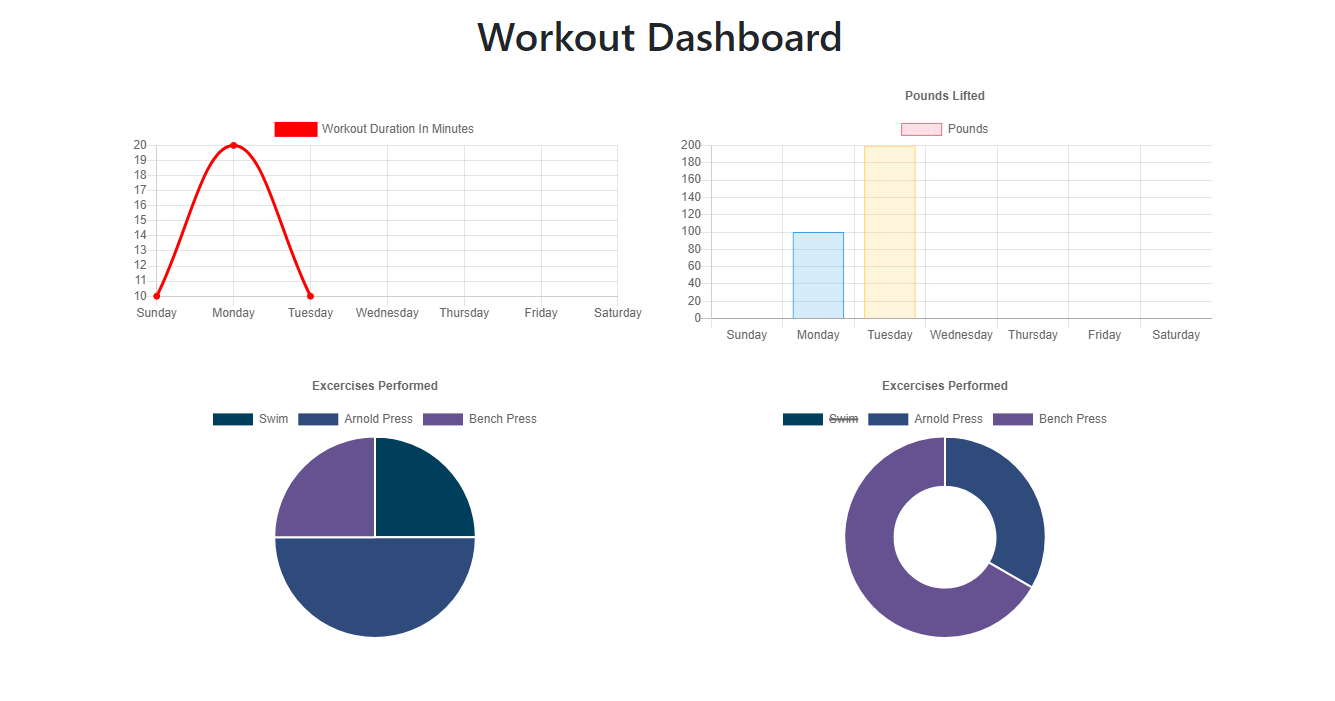 Workout Dashboard
Workout Duration In Minutes
20
19
18
17
16
15
14
13
12
11
10
Sunday Monday Tuesday Wednesday Thursday Friday Saturday
Pounds Lifted
Pounds
200
180
160
140
120
100
80
60
40
20
0
Sunday Monday Tuesday Wednesday Thursday Friday Saturday
Excercises Performed
Swim Arnold Press Bench Press
Excercises Performed
Swim Arnold Press Bench Press